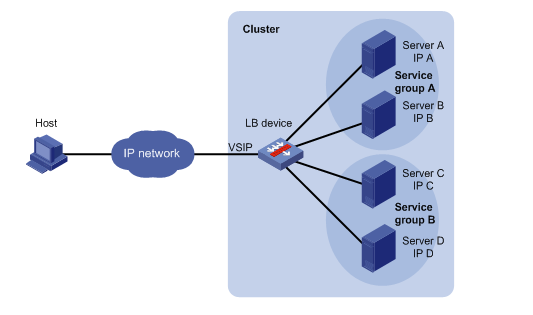 Cluster
Server A
IP A
Service
group A
Server B
IP B
Host
LB device
IP network
VSIP
Server C
IP C
Service
group B
Server D
IP D